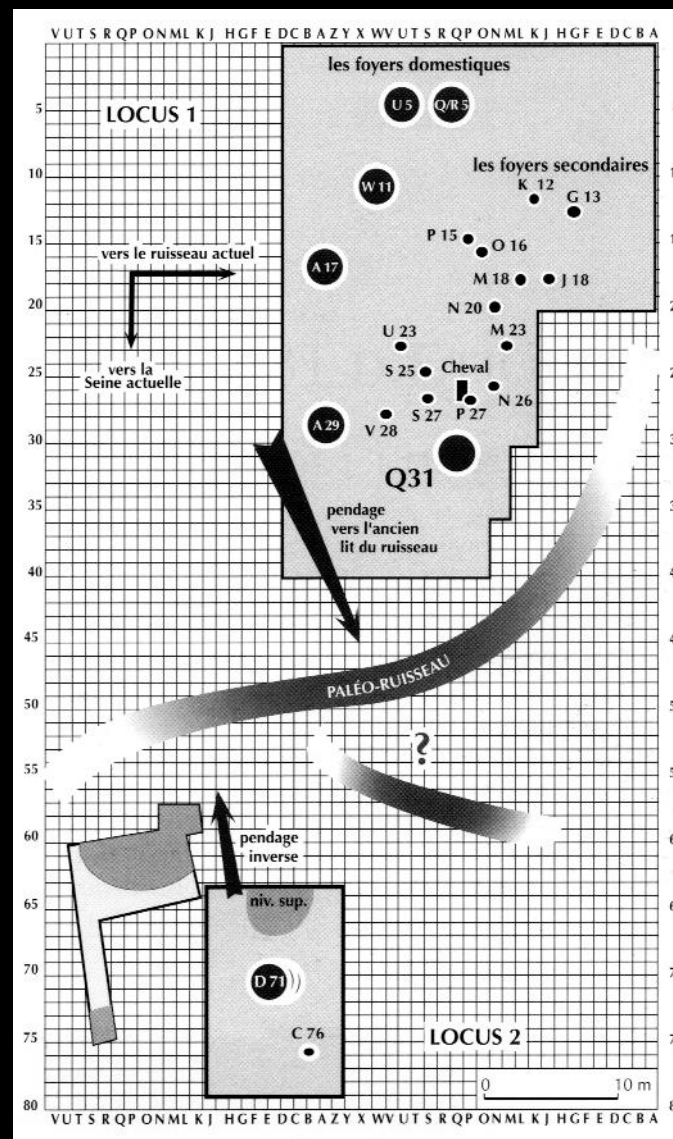 V U T S R Q P O N M L K J H G F E D C B A Z Y X W V U T S R Q P O N M L K J H G F E D C B A
les foyers domestiques
5
LOCUS 1
U 5
Q/R 5
10
les foyers secondaires
W 11
K 12
G 13
15
P 15
O 16
vers le ruisseau actuel
A 17
M 18
J 18
20
N 20
vers la
Seine actuelle
U 23
M 23
25
S 25
Cheval
N 26
S 27
P 27
V 28
A 29
30
Q31
35
pendage
vers l'ancien
lit du ruisseau
40
45
PALÉO-RUISSEAU
50
?
55
60
pendage
inverse
65
niv. sup.
70
D 71
75
C 76
LOCUS 2
0 10 m
80
V U T S R Q P O N M L K J H G F E D C B A Z Y X W V U T S R Q P O N M L K J H G F E D C B A